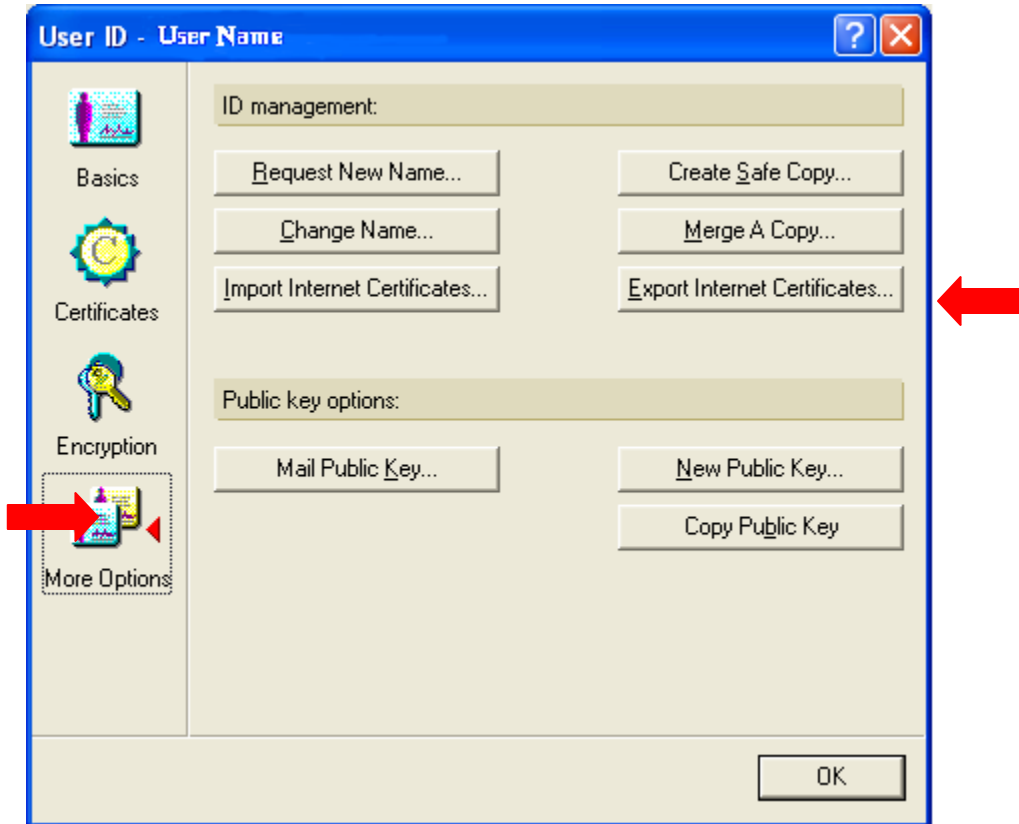 User ID - User Name
Basics
Certificates
Encryption
More Options
ID management:
Request New Name...
Create Safe Copy...
Change Name...
Merge A Copy...
Import Internet Certificates...
Export Internet Certificates...
Public key options:
Mail Public Key...
New Public Key...
Copy Public Key
OK